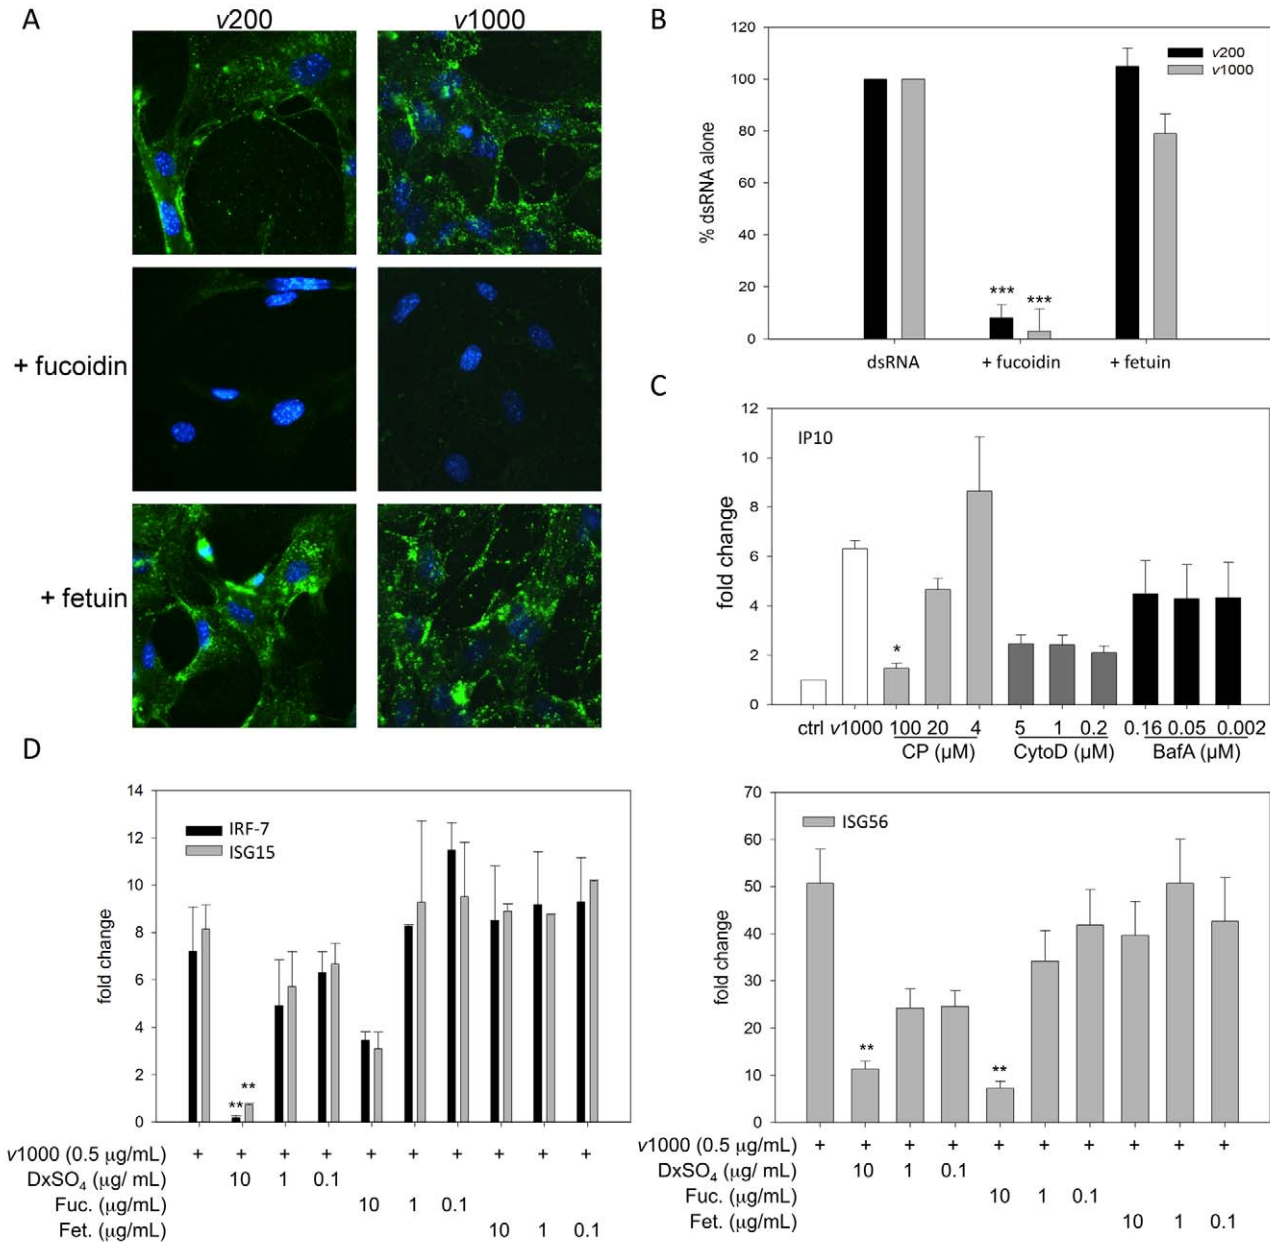 A
v200
v1000
+ fucoidin
+ fetuin
B
120
100
80
60
40
20
0
% dsRNA alone
v200
v1000
***
***
dsRNA
+ fucoidin
+ fetuin
C
12
10
8
6
4
2
0
fold change
IP10
*
ctrl v1000 100 20 4 5 1 0.2 0.16 0.05 0.002
CP (µM) CytoD (µM) BafA (µM)
D
14
12
10
8
6
4
2
0
fold change
IRF-7
ISG15
**
**
v1000 (0.5 µg/mL) + + + + + + + + + +
DxSO4 (µg/ mL) 10 1 0.1
Fuc. (µg/mL) 10 1 0.1
Fet. (µg/mL) 10 1 0.1
70
60
50
40
30
20
10
0
fold change
ISG56
**
**
v1000 (0.5 µg/mL) + + + + + + + + + +
DxSO4 (µg/mL) 10 1 0.1
Fuc. (µg/mL) 10 1 0.1
Fet. (µg/mL) 10 1 0.1